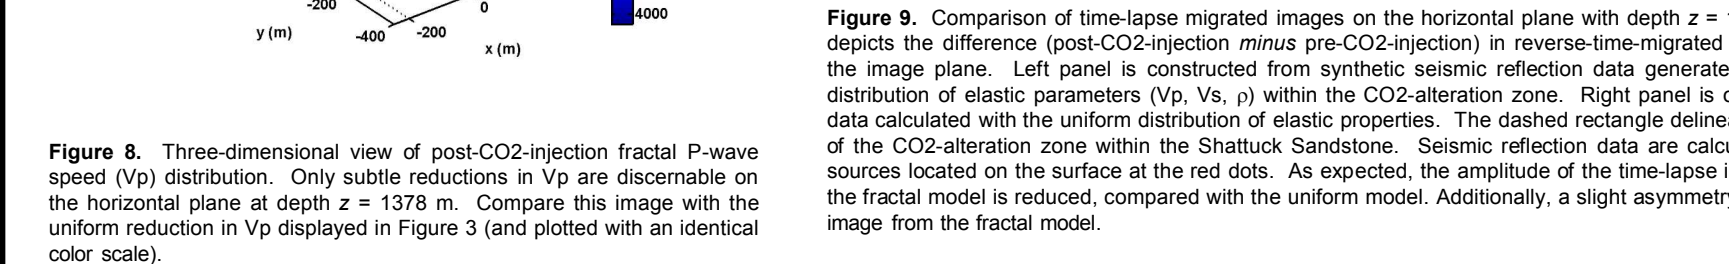 -200
0
4000
y (m)
-400
-200
x (m)
Figure 8. Three-dimensional view of post-CO2-injection fractal P-wave
speed (Vp) distribution. Only subtle reductions in Vp are discernable on
the horizontal plane at depth z = 1378 m. Compare this image with the
uniform reduction in Vp displayed in Figure 3 (and plotted with an identical
color scale).
Figure 9. Comparison of time-lapse migrated images on the horizontal plane with depth z =
depicts the difference (post-CO2-injection minus pre-CO2-injection) in reverse-time-migrated
the image plane. Left panel is constructed from synthetic seismic reflection data generate
distribution of elastic parameters (Vp, Vs, ρ) within the CO2-alteration zone. Right panel is
data calculated with the uniform distribution of elastic properties. The dashed rectangle deline
of the CO2-alteration zone within the Shattuck Sandstone. Seismic reflection data are calc
sources located on the surface at the red dots. As expected, the amplitude of the time-lapse
the fractal model is reduced, compared with the uniform model. Additionally, a slight asymmetry
image from the fractal model.